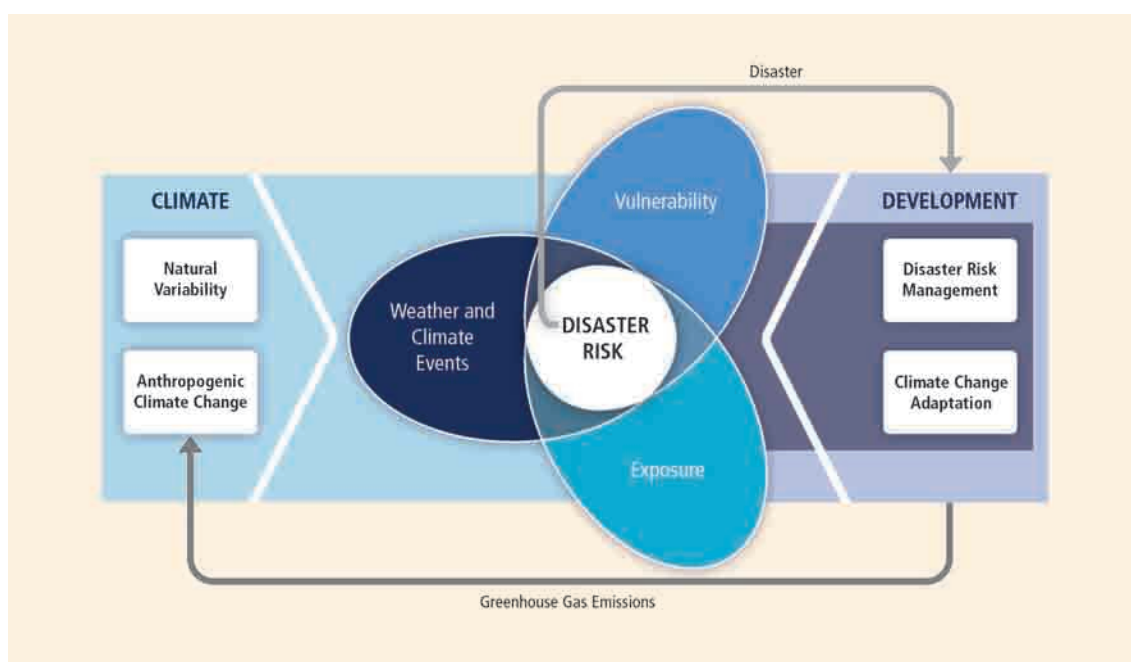 Disaster
CLIMATE
Natural
Variability
Anthropogenic
Climate Change
Vulnerability
Weather and
Climate
Events
DISASTER
RISK
Exposure
DEVELOPMENT
Disaster Risk
Management
Climate Change
Adaptation
Greenhouse Gas Emissions